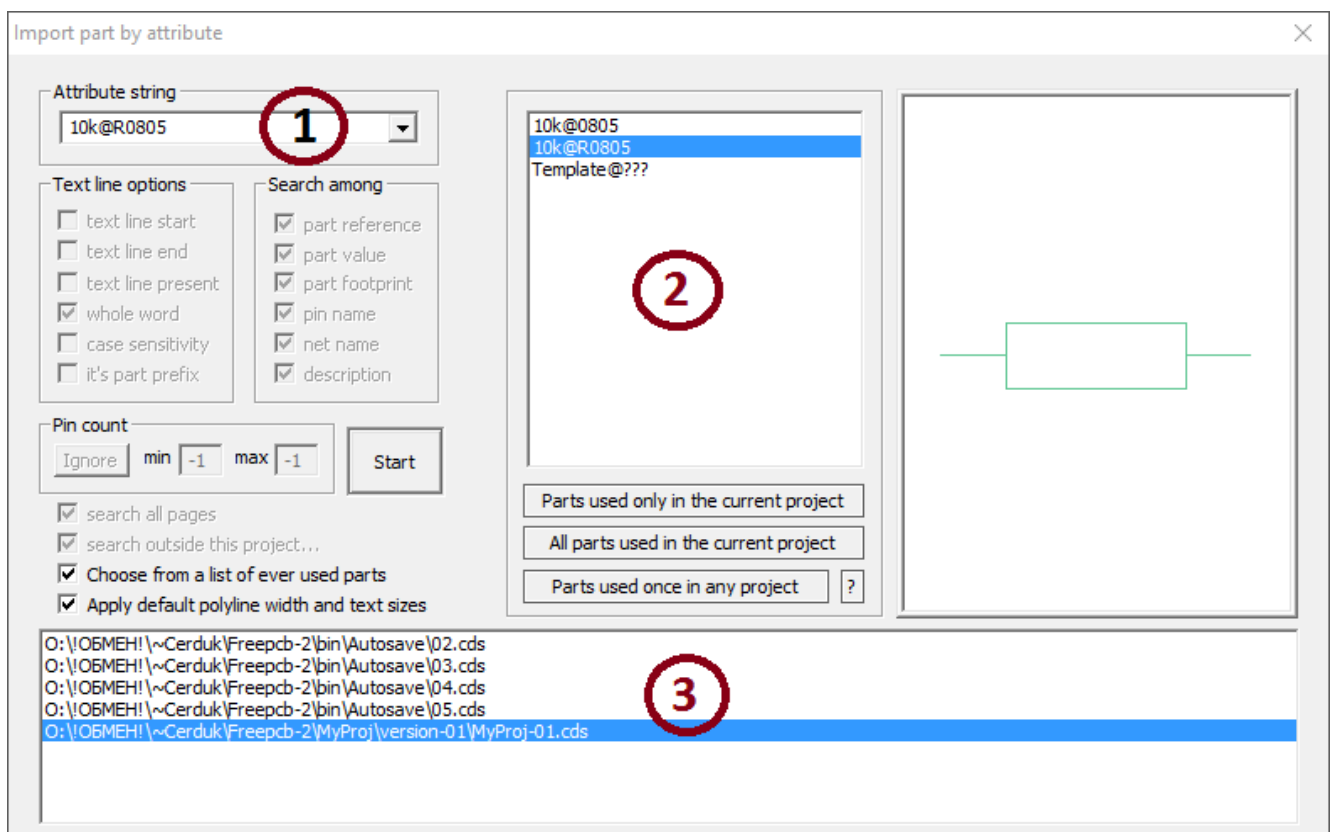 Import part by attribute
Attribute string
10k@R0805
1
Text line options
text line start
text line end
text line present
whole word
case sensitivity
it's part prefix
Search among
part reference
part value
part footprint
pin name
net name
description
Pin count
Ignore min -1 max -1
Start
search all pages
search outside this project...
Choose from a list of ever used parts
Apply default polyline width and text sizes
10k@0805
10k@R0805
Template@???
2
Parts used only in the current project
All parts used in the current project
Parts used once in any project ?
O:\!ОБМЕН!\~Cerduk\Freepcb-2\bin\Autosave\02.cds
O:\!ОБМЕН!\~Cerduk\Freepcb-2\bin\Autosave\03.cds
O:\!ОБМЕН!\~Cerduk\Freepcb-2\bin\Autosave\04.cds
O:\!ОБМЕН!\~Cerduk\Freepcb-2\bin\Autosave\05.cds
O:\!ОБМЕН!\~Cerduk\Freepcb-2\MyProj\version-01\MyProj-01.cds
3